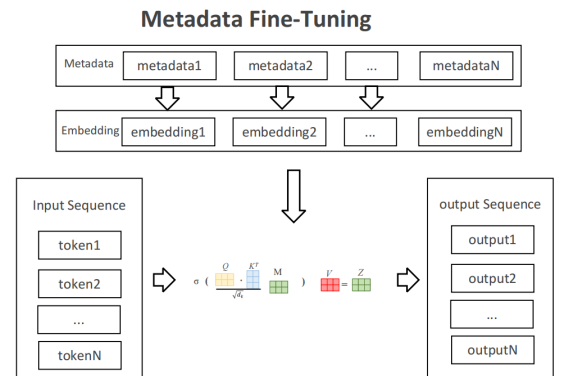 Metadata Fine-Tuning
Metadata metadata1 metadata2 ... metadataN
Embedding embedding1 embedding2 ... embeddingN
Input Sequence
token1
token2
...
tokenN
σ ( Q · K^T / √d_k M ) V = Z
output Sequence
output1
output2
...
outputN